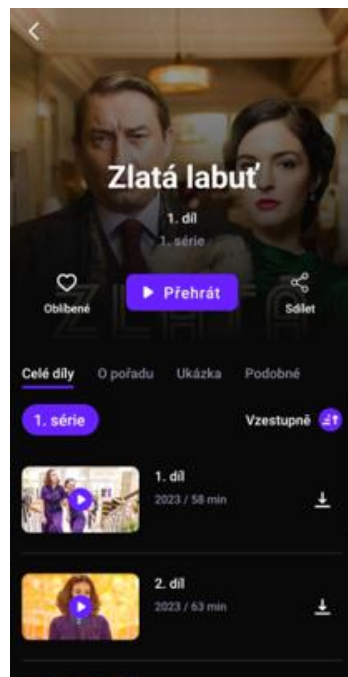 Zlatá labuť
1. díl
1. série
ZLATÁ
Oblíbené
Přehrát
Sdílet
Celé díly O pořadu Ukázka Podobné
1. série Vzestupně
1. díl
2023 / 58 min
2. díl
2023 / 63 min